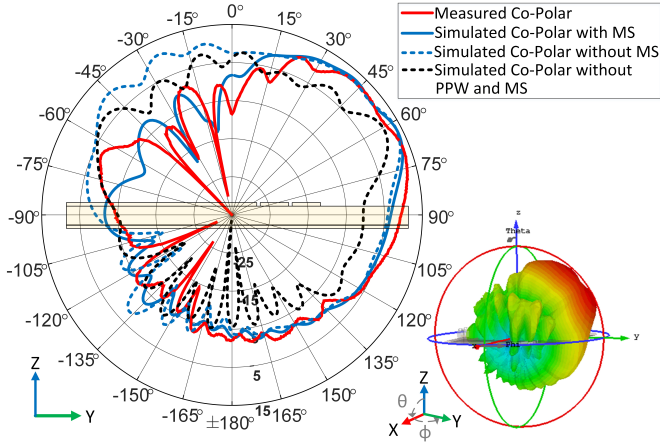 Measured Co-Polar
Simulated Co-Polar with MS
Simulated Co-Polar without MS
Simulated Co-Polar without
PPW and MS
0°
15°
30°
45°
60°
75°
90°
105°
120°
135°
150°
165°
±180°
-165°
-150°
-135°
-120°
-105°
-90°
-75°
-60°
-45°
-30°
-15°
25
15
5
15
Z
Y
z
Theta
y
Phi
Z
θ
X
Y
ϕ